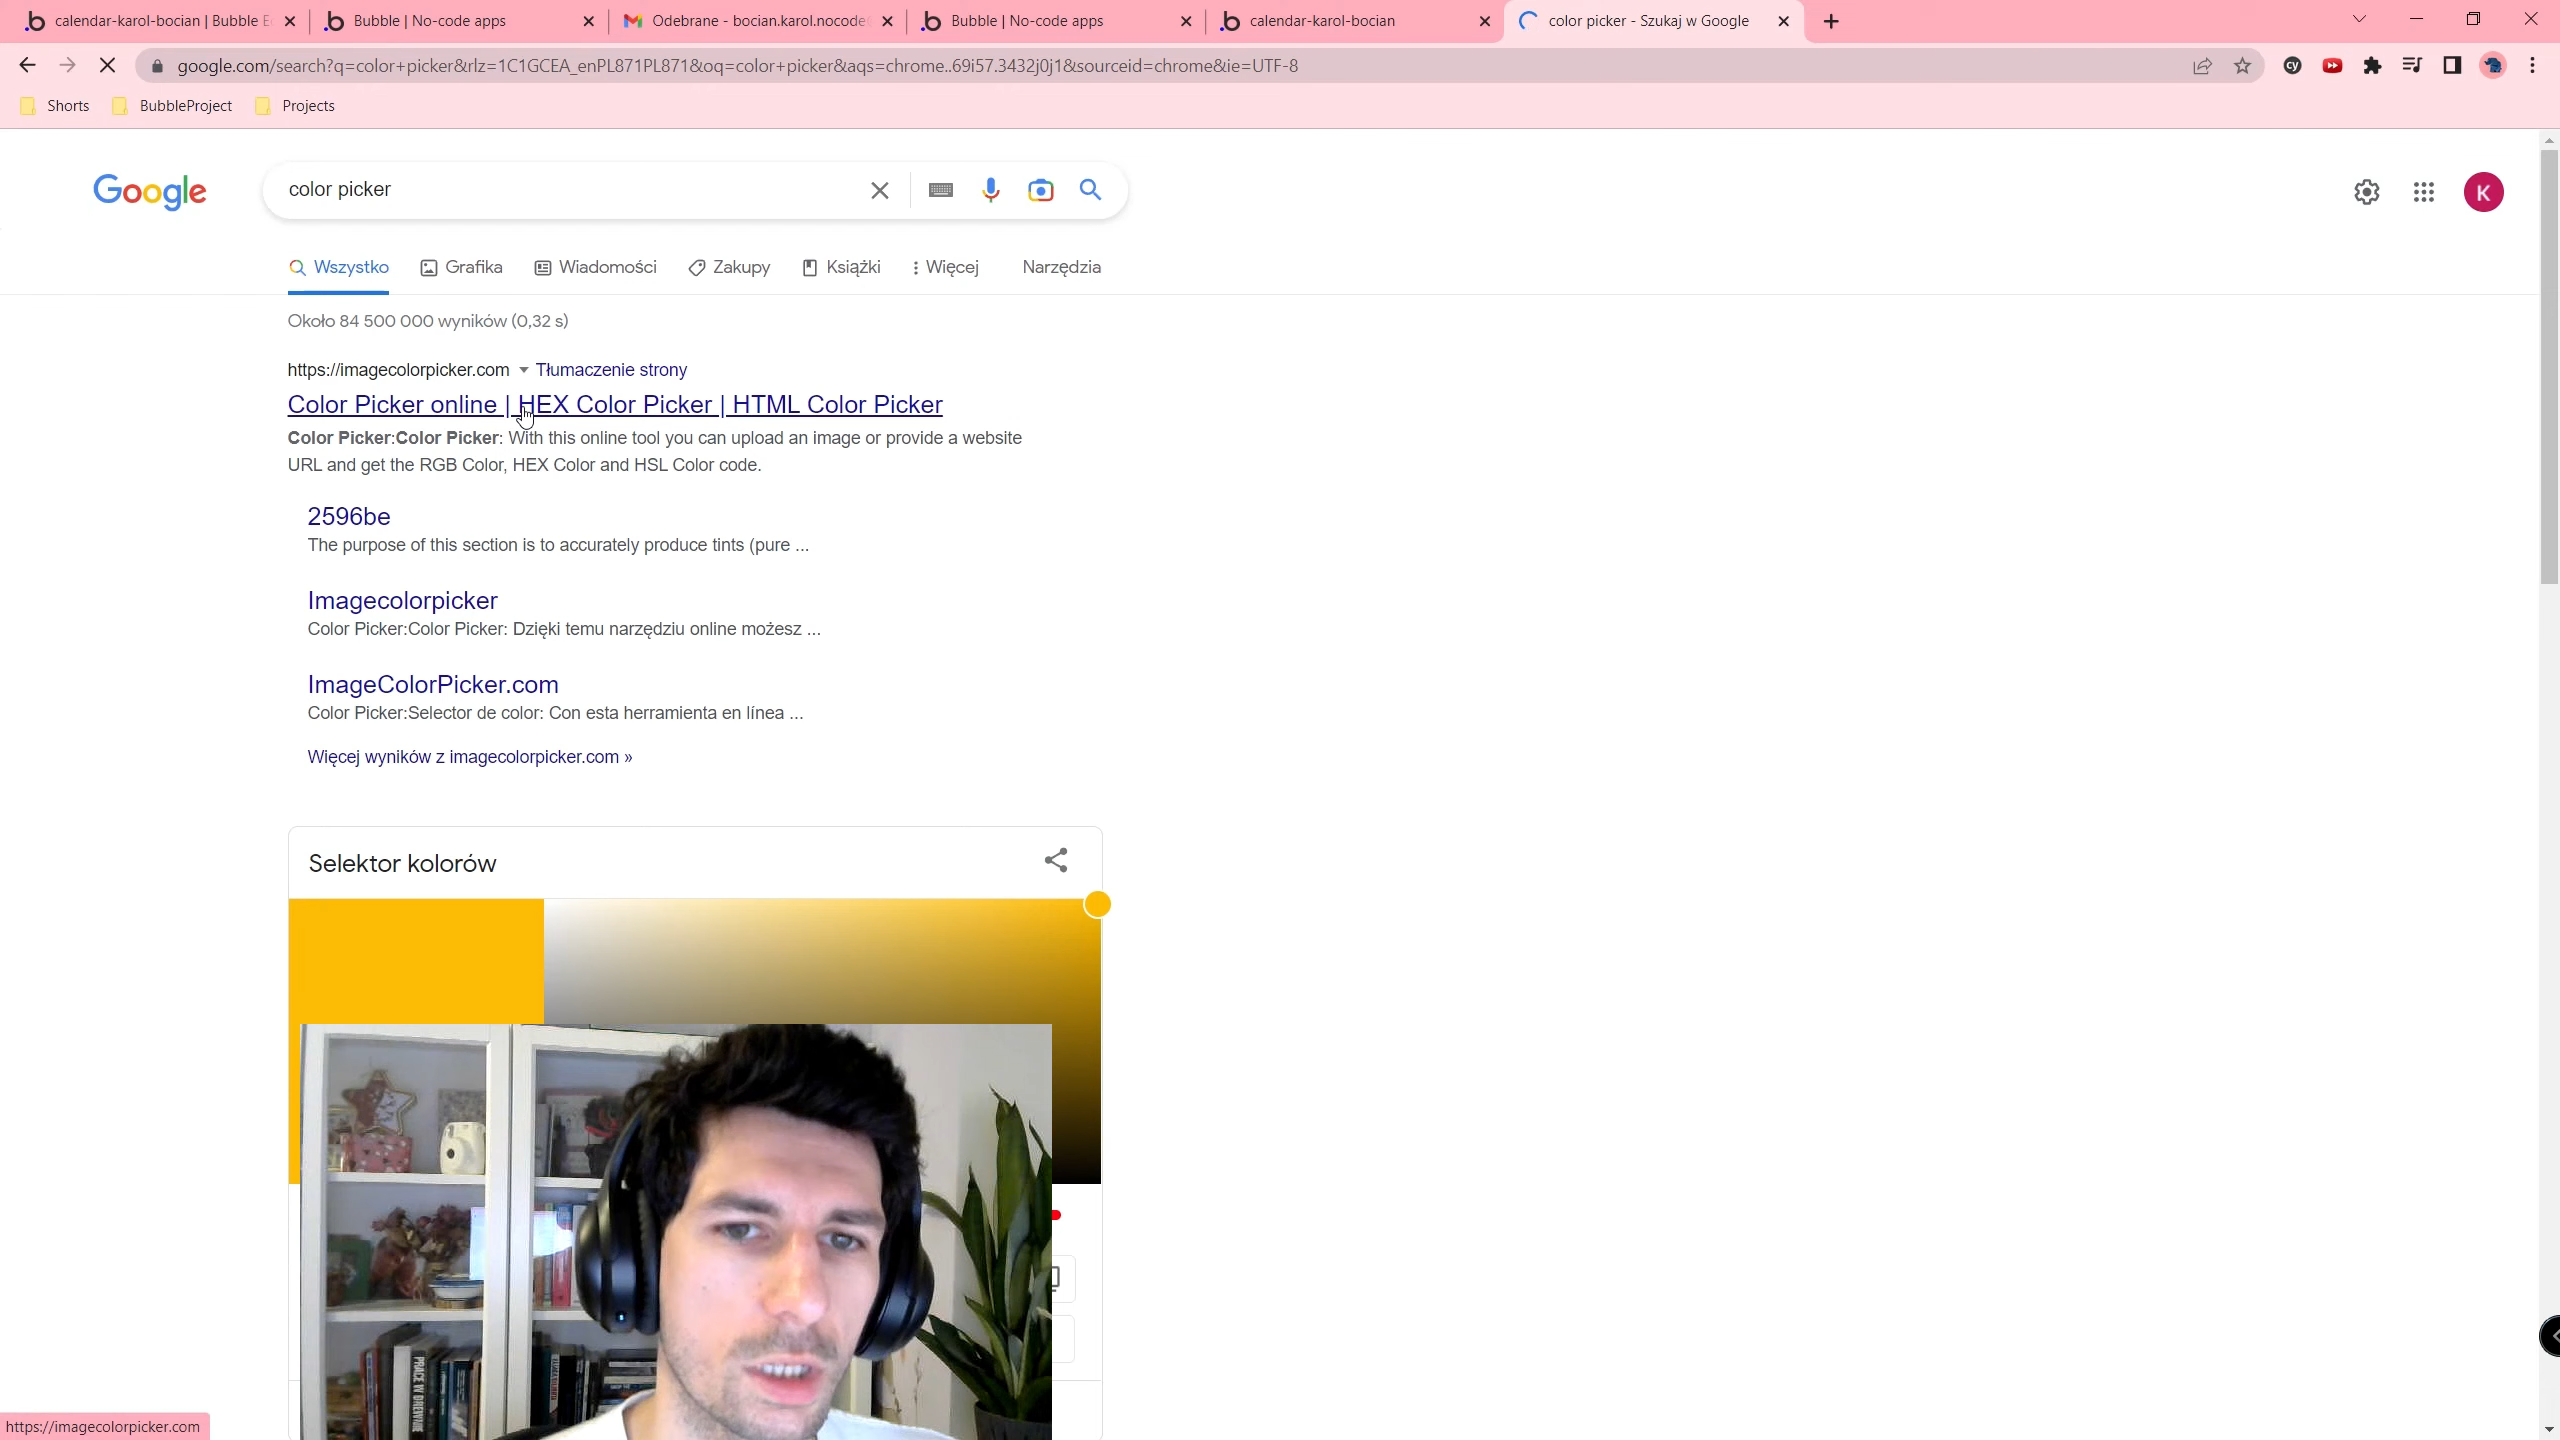 calendar-karol-bocian | Bubble E
Bubble | No-code apps
Odebrane - bocian.karol.nocode
Bubble | No-code apps
calendar-karol-bocian
color picker - Szukaj w Google
google.com/search?q=color+picker&rlz=1C1GCEA_enPL871PL871&oq=color+picker&aqs=chrome..69i57.3432j0j1&sourceid=chrome&ie=UTF-8
cy
Shorts
BubbleProject
Projects
Google
color picker
K
Wszystko
Grafika
Wiadomości
Zakupy
Książki
Więcej
Narzędzia
Około 84 500 000 wyników (0,32 s)
https://imagecolorpicker.com
Tłumaczenie strony
Color Picker online | HEX Color Picker | HTML Color Picker
Color Picker:Color Picker: With this online tool you can upload an image or provide a website
URL and get the RGB Color, HEX Color and HSL Color code.
2596be
The purpose of this section is to accurately produce tints (pure ...
Imagecolorpicker
Color Picker:Color Picker: Dzięki temu narzędziu online możesz ...
ImageColorPicker.com
Color Picker:Selector de color: Con esta herramienta en línea ...
Więcej wyników z imagecolorpicker.com »
Selektor kolorów
https://imagecolorpicker.com